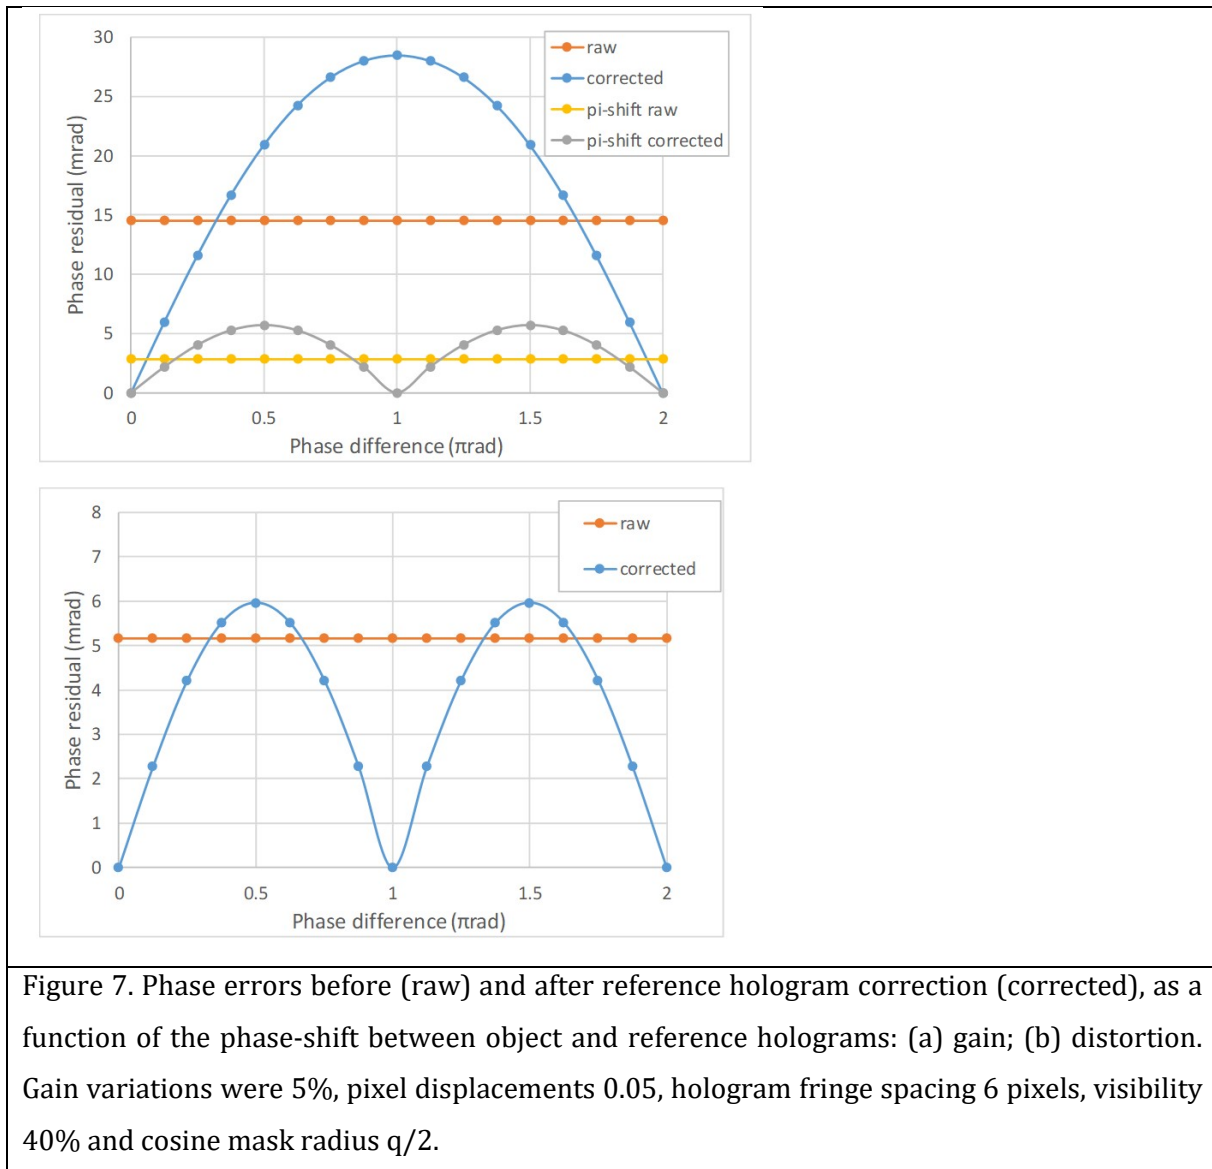 30
25
20
15
10
5
0
0 0.5 1 1.5 2
Phase residual (mrad)
Phase difference (πrad)
raw
corrected
pi-shift raw
pi-shift corrected
8
7
6
5
4
3
2
1
0
0 0.5 1 1.5 2
Phase residual (mrad)
Phase difference (πrad)
raw
corrected
Figure 7. Phase errors before (raw) and after reference hologram correction (corrected), as a
function of the phase-shift between object and reference holograms: (a) gain; (b) distortion.
Gain variations were 5%, pixel displacements 0.05, hologram fringe spacing 6 pixels, visibility
40% and cosine mask radius q/2.